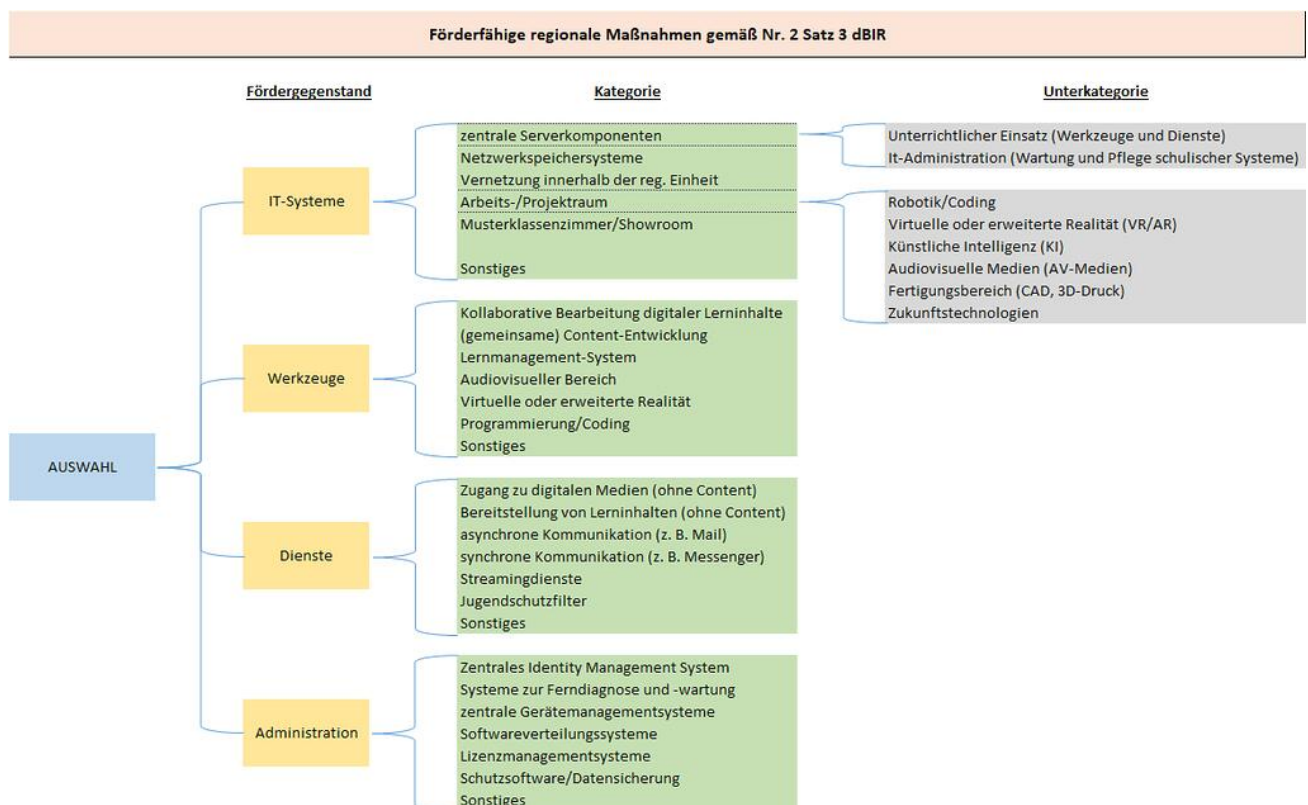 Förderfähige regionale Maßnahmen gemäß Nr. 2 Satz 3 dBIR
Fördergegenstand
Kategorie
Unterkategorie
AUSWAHL
IT-Systeme
zentrale Serverkomponenten
Netzwerkspeichersysteme
Vernetzung innerhalb der reg. Einheit
Arbeits-/Projektraum
Musterklassenzimmer/Showroom
Sonstiges
Unterrichtlicher Einsatz (Werkzeuge und Dienste)
It-Administration (Wartung und Pflege schulischer Systeme)
Robotik/Coding
Virtuelle oder erweiterte Realität (VR/AR)
Künstliche Intelligenz (KI)
Audiovisuelle Medien (AV-Medien)
Fertigungsbereich (CAD, 3D-Druck)
Zukunftstechnologien
Werkzeuge
Kollaborative Bearbeitung digitaler Lerninhalte
(gemeinsame) Content-Entwicklung
Lernmanagement-System
Audiovisueller Bereich
Virtuelle oder erweiterte Realität
Programmierung/Coding
Sonstiges
Dienste
Zugang zu digitalen Medien (ohne Content)
Bereitstellung von Lerninhalten (ohne Content)
asynchrone Kommunikation (z. B. Mail)
synchrone Kommunikation (z. B. Messenger)
Streamingdienste
Jugendschutzfilter
Sonstiges
Administration
Zentrales Identity Management System
Systeme zur Ferndiagnose und -wartung
zentrale Gerätemanagementsysteme
Softwareverteilungssysteme
Lizenzmanagementsysteme
Schutzsoftware/Datensicherung
Sonstiges